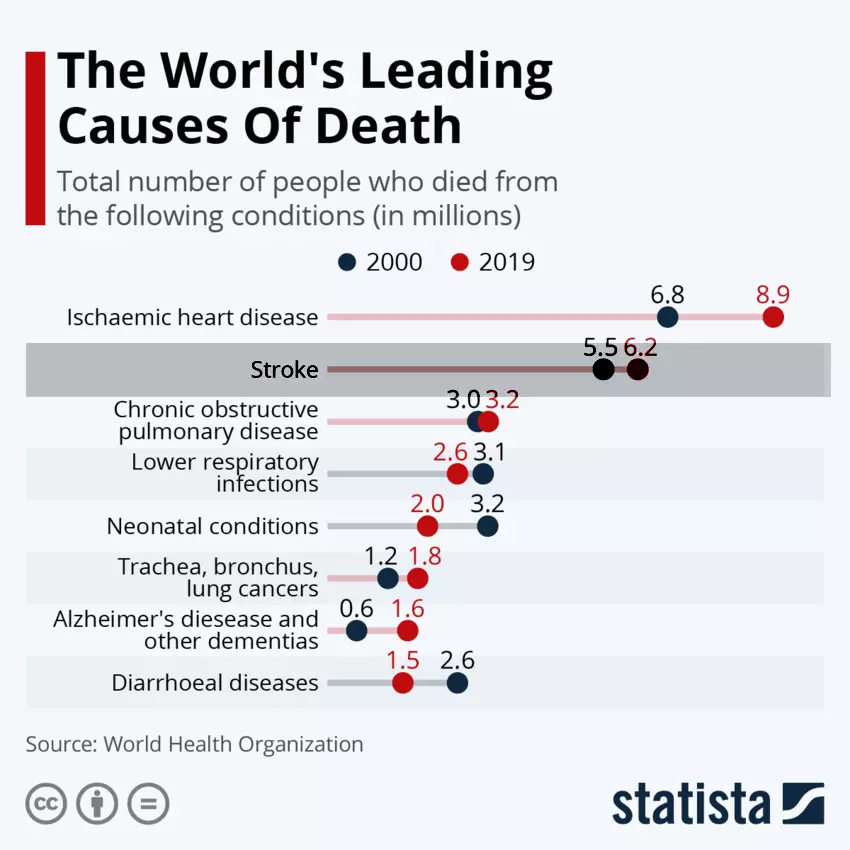 The World's Leading
Causes Of Death
Total number of people who died from
the following conditions (in millions)
2000 2019
6.8 8.9
Ischaemic heart disease
5.5 6.2
Stroke
3.0 3.2
Chronic obstructive
pulmonary disease
2.6 3.1
Lower respiratory
infections
2.0 3.2
Neonatal conditions
1.2 1.8
Trachea, bronchus,
lung cancers
0.6 1.6
Alzheimer's diesease and
other dementias
1.5 2.6
Diarrhoeal diseases
Source: World Health Organization
cc =
statista